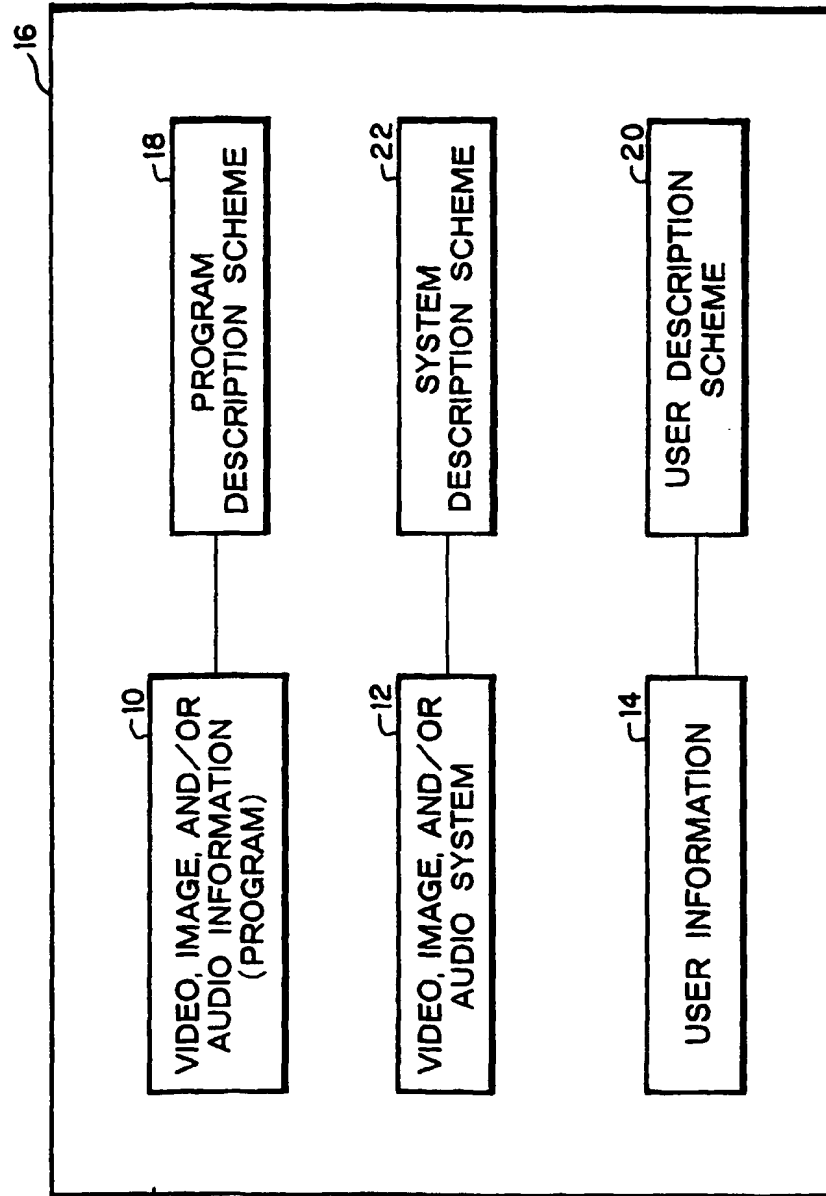 16
10
VIDEO, IMAGE, AND/OR
AUDIO INFORMATION
(PROGRAM)
18
PROGRAM
DESCRIPTION SCHEME
12
VIDEO, IMAGE, AND/OR
AUDIO SYSTEM
22
SYSTEM
DESCRIPTION SCHEME
14
USER INFORMATION
20
USER DESCRIPTION
SCHEME